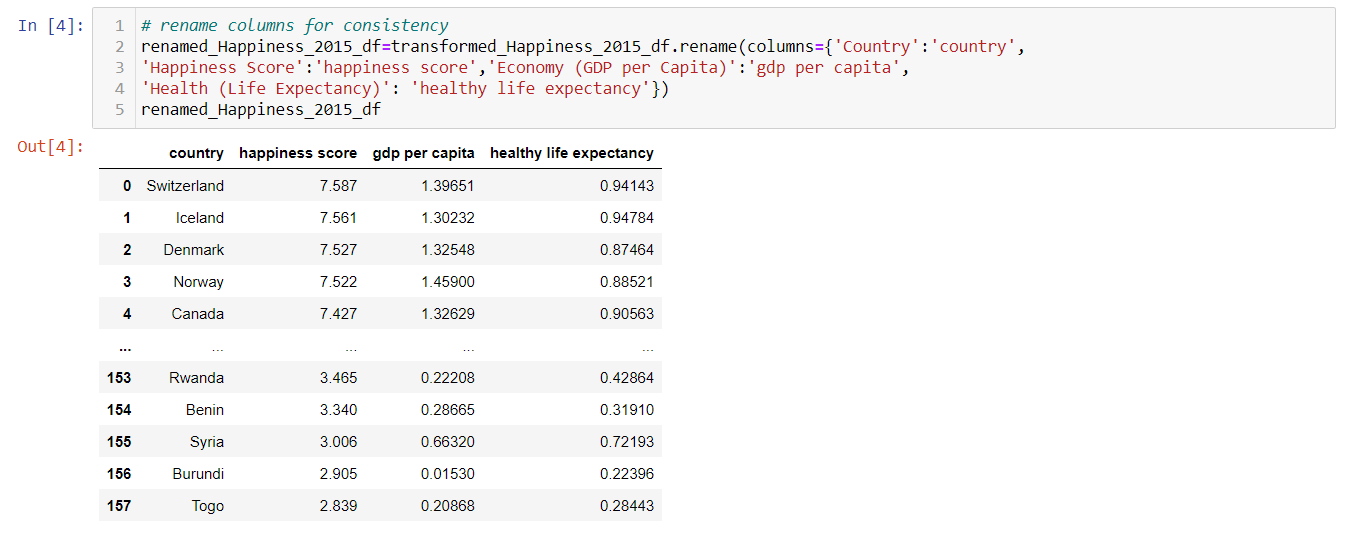 In [4]:
1 # rename columns for consistency
2 renamed_Happiness_2015_df=transformed_Happiness_2015_df.rename(columns={'Country':'country',
3 'Happiness Score':'happiness score','Economy (GDP per Capita)':'gdp per capita',
4 'Health (Life Expectancy)': 'healthy life expectancy'})
5 renamed_Happiness_2015_df
Out[4]:
country happiness score gdp per capita healthy life expectancy
0 Switzerland 7.587 1.39651 0.94143
1 Iceland 7.561 1.30232 0.94784
2 Denmark 7.527 1.32548 0.87464
3 Norway 7.522 1.45900 0.88521
4 Canada 7.427 1.32629 0.90563
... ... ... ... ...
153 Rwanda 3.465 0.22208 0.42864
154 Benin 3.340 0.28665 0.31910
155 Syria 3.006 0.66320 0.72193
156 Burundi 2.905 0.01530 0.22396
157 Togo 2.839 0.20868 0.28443